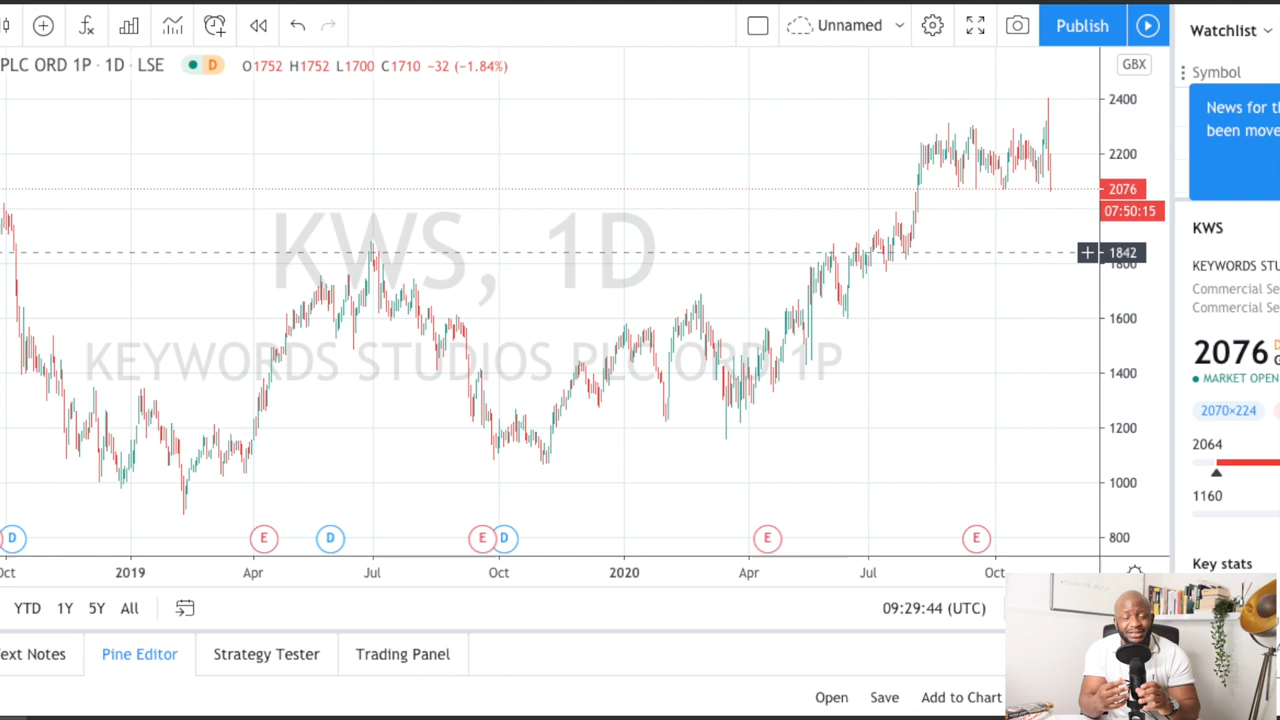 Unnamed
Publish
Watchlist
PLC ORD 1P · 1D · LSE
D
O1752 H1752 L1700 C1710 −32 (−1.84%)
GBX
Symbol
News for th
been move
2400
2200
2076
07:50:15
1842
1800
1600
1400
1200
1000
800
KWS, 1D
KEYWORDS STUDIOS PLC ORD 1P
KWS
KEYWORDS STU
Commercial Se
Commercial Se
2076
D
G
MARKET OPEN
2070×224
2064
1160
Key stats
D
E
D
E
D
E
E
Oct
2019
Apr
Jul
Oct
2020
Apr
Jul
Oct
YTD 1Y 5Y All
09:29:44 (UTC)
ext Notes
Pine Editor
Strategy Tester
Trading Panel
Open Save Add to Chart